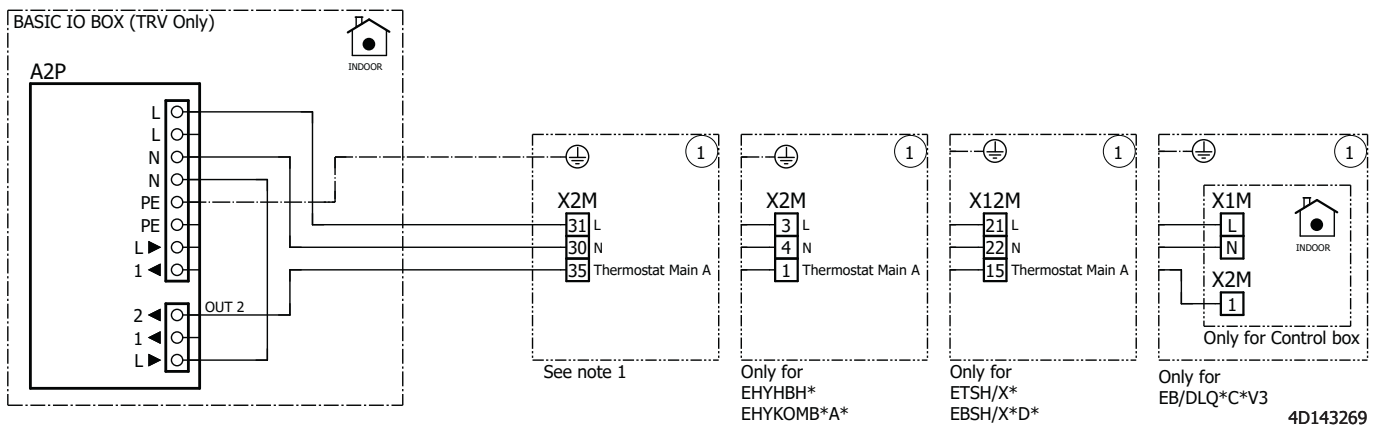 BASIC IO BOX (TRV Only)
INDOOR
A2P
L
L
N
N
PE
PE
L ▶
1 ◀
2 ◀ OUT 2
1 ◀
L ▶
1
X2M
31 L
30 N
35 Thermostat Main A
See note 1
1
X2M
3 L
4 N
1 Thermostat Main A
Only for
EHYHBH*
EHYKOMB*A*
1
X12M
21 L
22 N
15 Thermostat Main A
Only for
ETSH/X*
EBSH/X*D*
1
X1M
L
N
INDOOR
X2M
1
Only for Control box
Only for
EB/DLQ*C*V3
4D143269